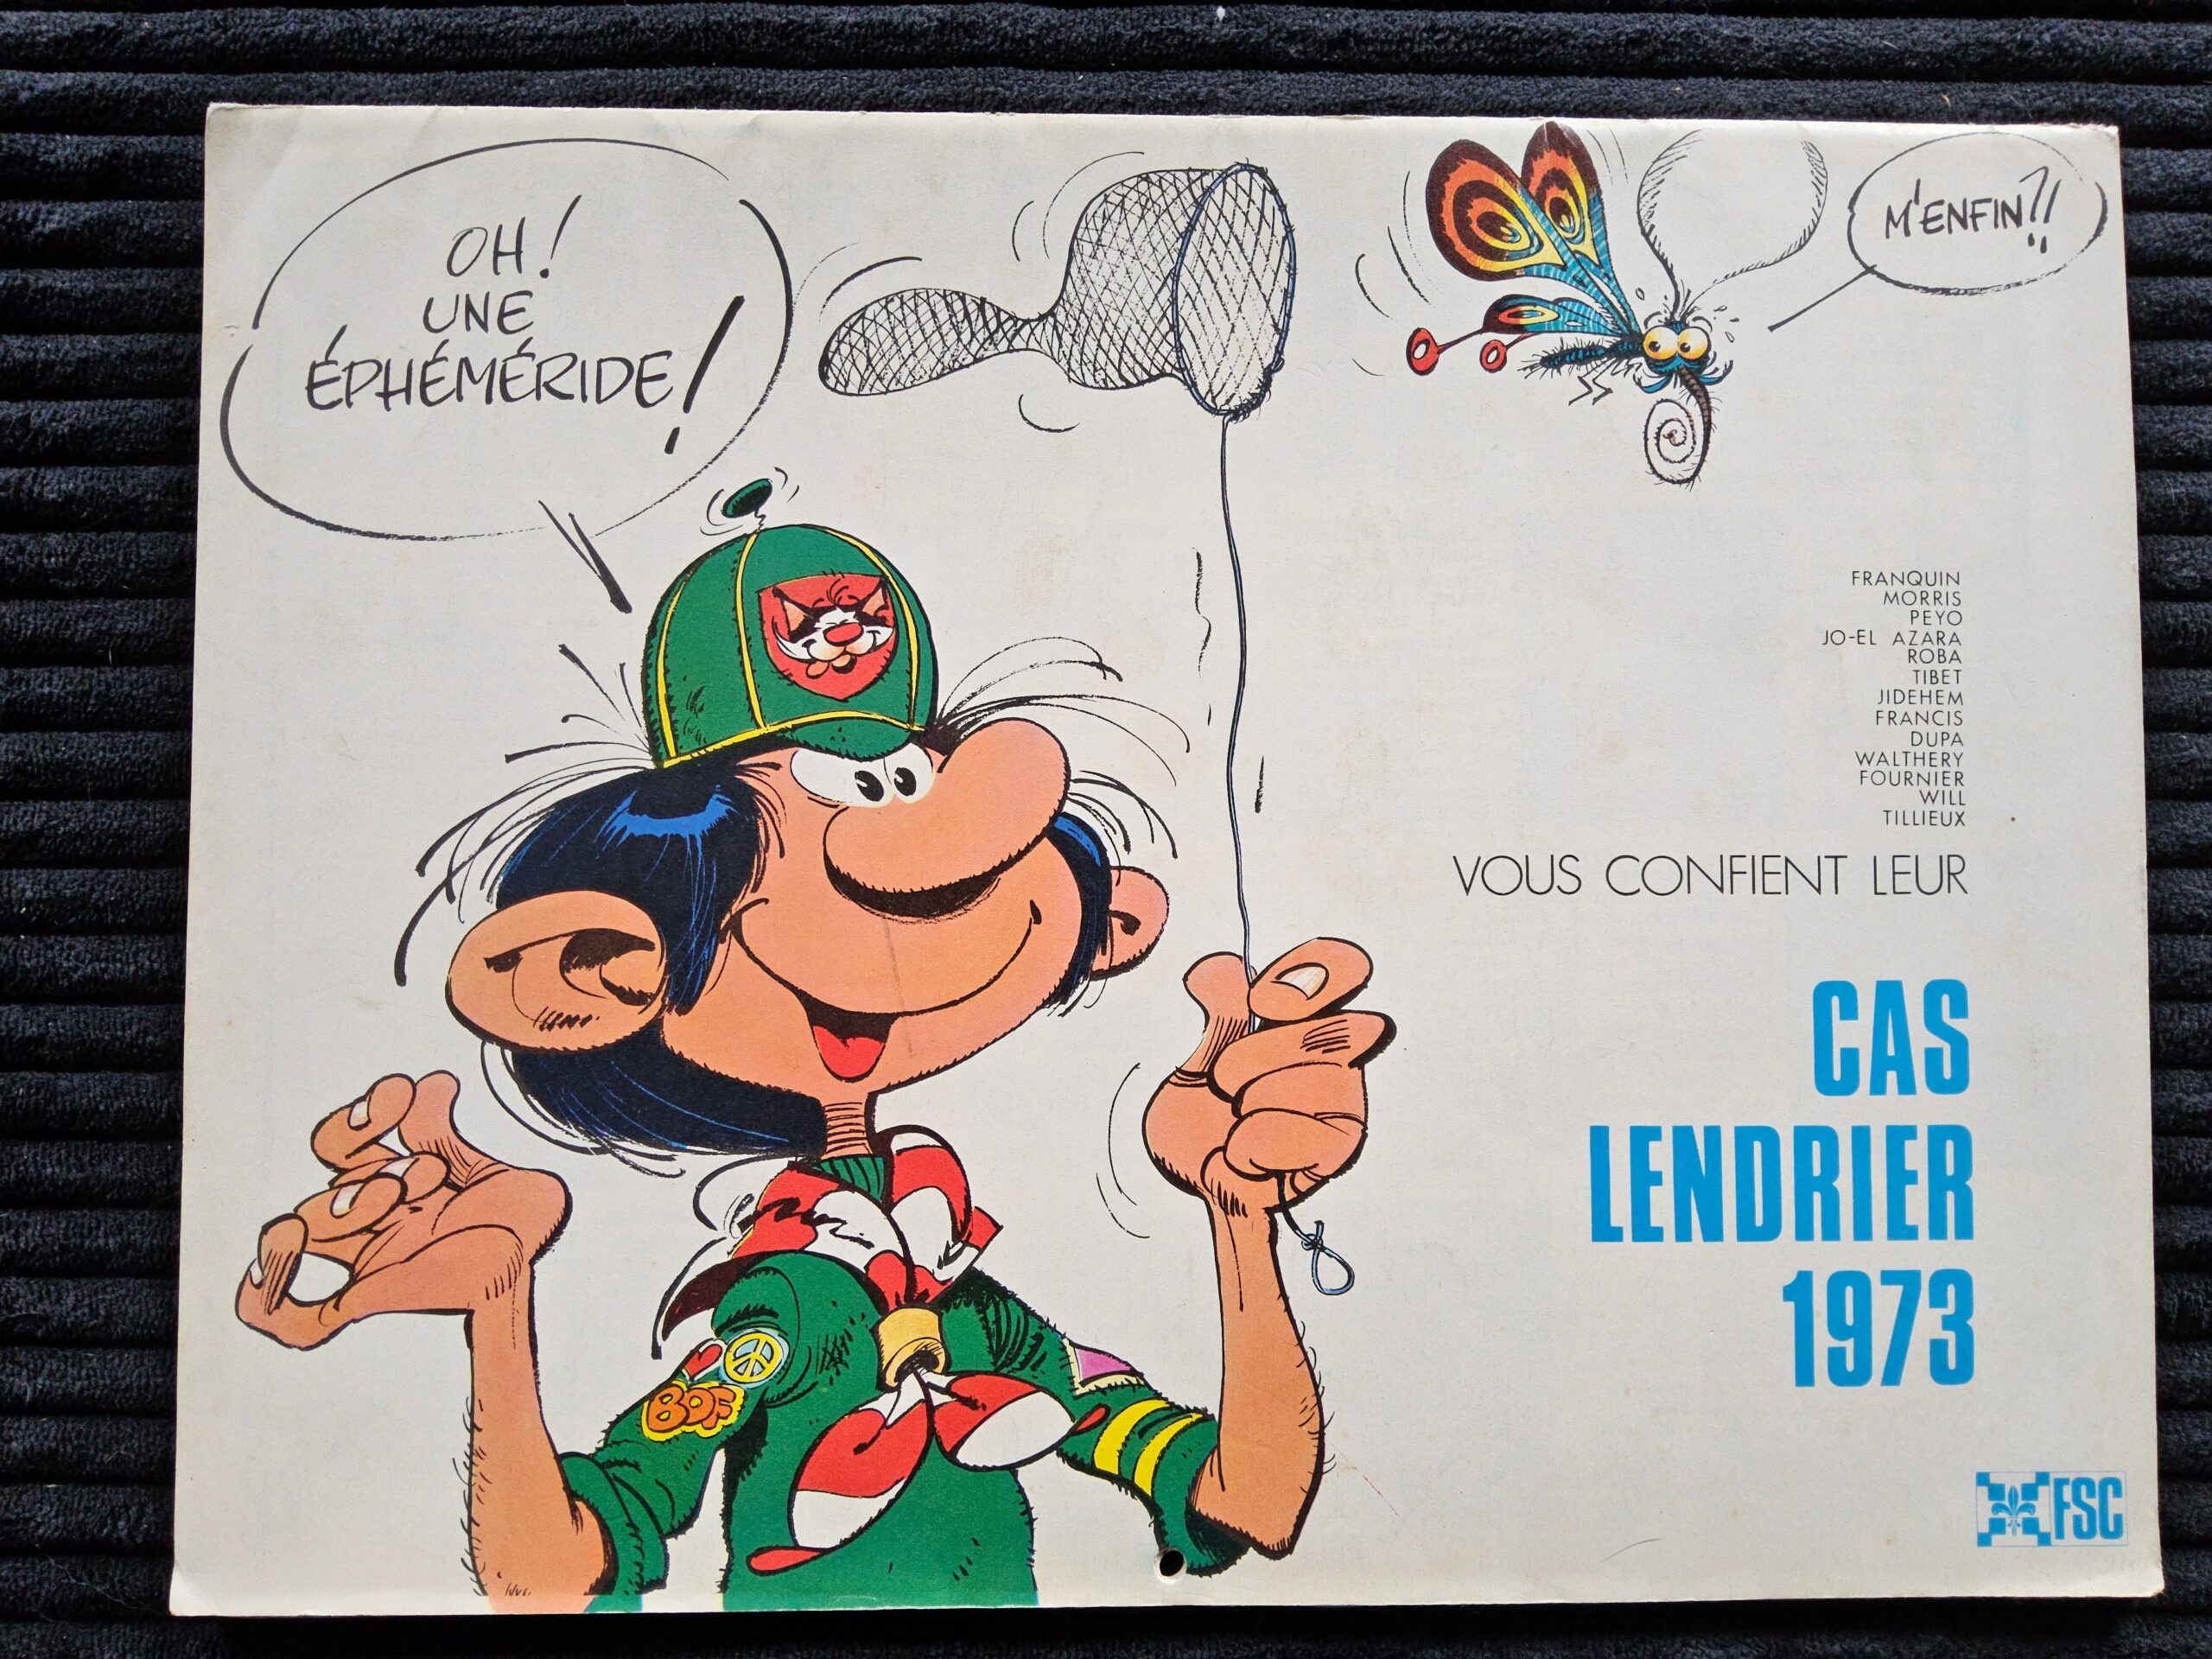 OH!
UNE
ÉPHÉMÉRIDE!
M'ENFIN?!
FRANQUIN
MORRIS
PEYO
JO-EL AZARA
ROBA
TIBET
JIDEHEM
FRANCIS
DUPA
WALTHERY
FOURNIER
WILL
TILLIEUX
VOUS CONFIENT LEUR
CAS
LENDRIER
1973
BOF
FSC